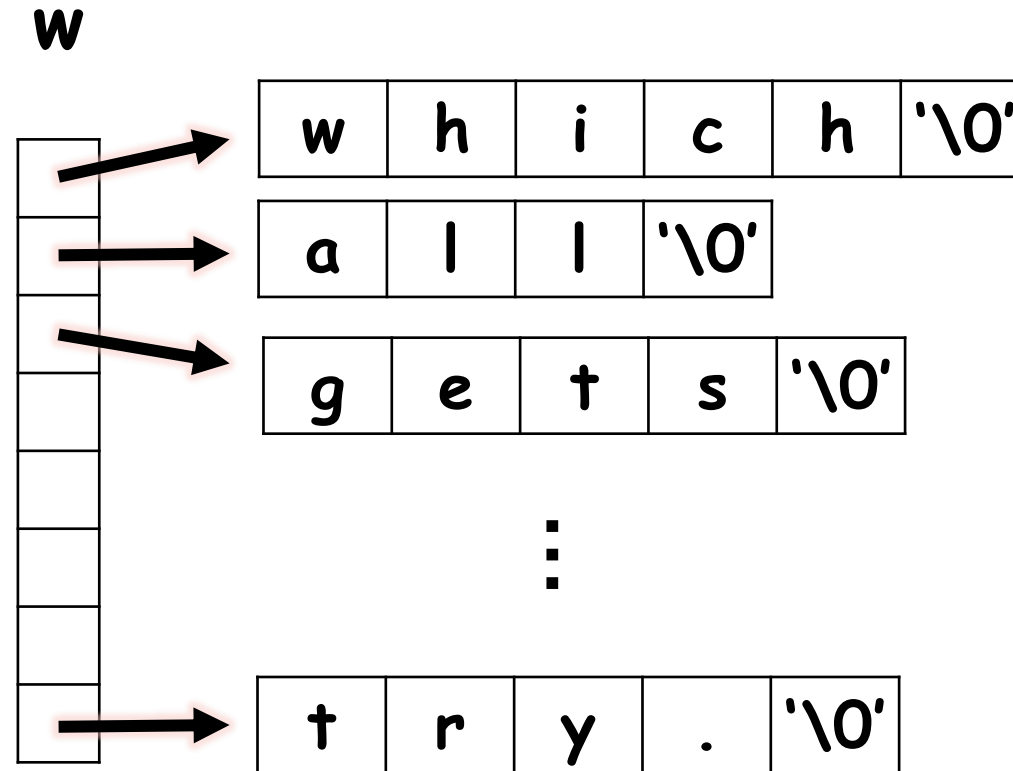 w
w h i c h '\0'
a l l '\0'
g e t s '\0'
⋮
t r y . '\0'